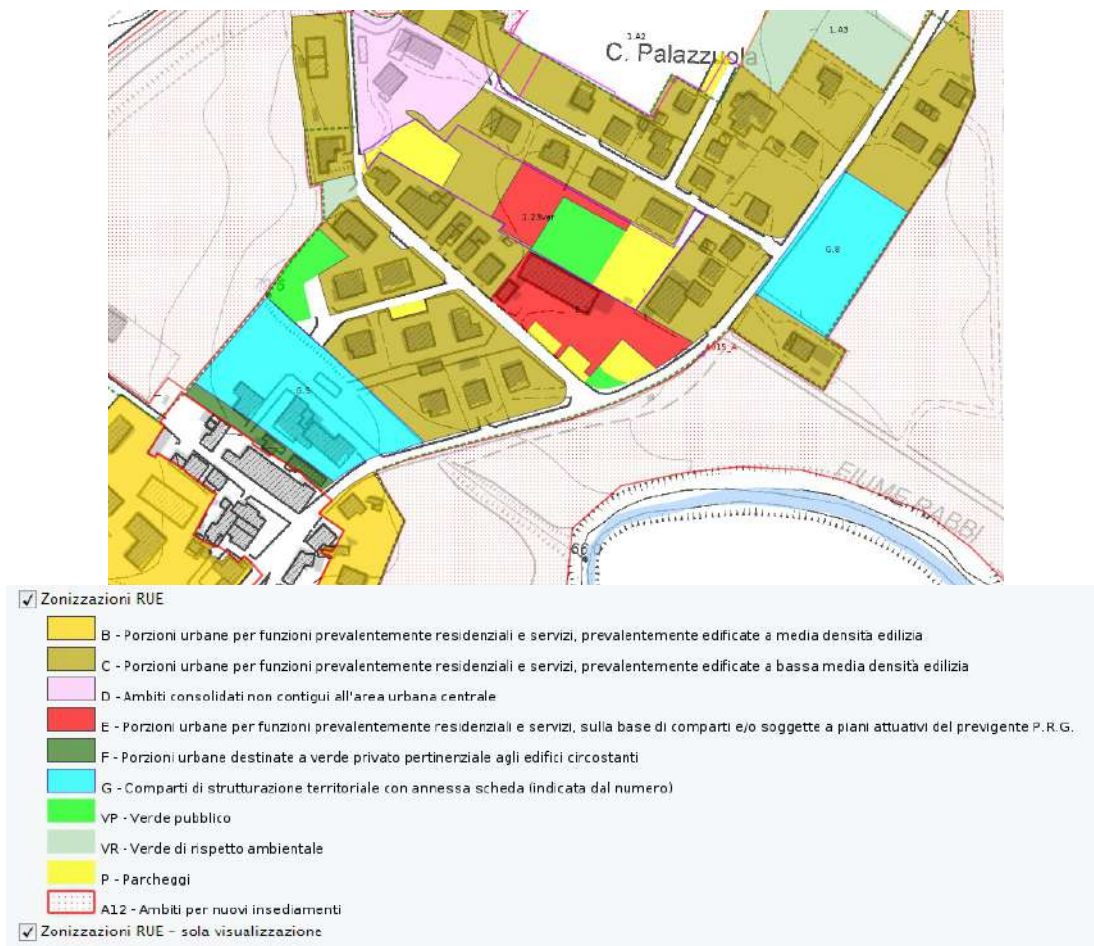 1.A2
C. Palazzuola
1.A3
1.23var
G.8
A015_A
G.5
FIUME RABBI
Zonizzazioni RUE
B - Porzioni urbane per funzioni prevalentemente residenziali e servizi, prevalentemente edificate a media densità edilizia
C - Porzioni urbane per funzioni prevalentemente residenziali e servizi, prevalentemente edificate a bassa media densità edilizia
D - Ambiti consolidati non contigui all'area urbana centrale
E - Porzioni urbane per funzioni prevalentemente residenziali e servizi, sulla base di comparti e/o soggette a piani attuativi del previgente P.R.G.
F - Porzioni urbane destinate a verde privato pertinenziale agli edifici circostanti
G - Comparti di strutturazione territoriale con annessa scheda (indicata dal numero)
VP - Verde pubblico
VR - Verde di rispetto ambientale
P - Parcheggi
A12 - Ambiti per nuovi insediamenti
Zonizzazioni RUE - sola visualizzazione